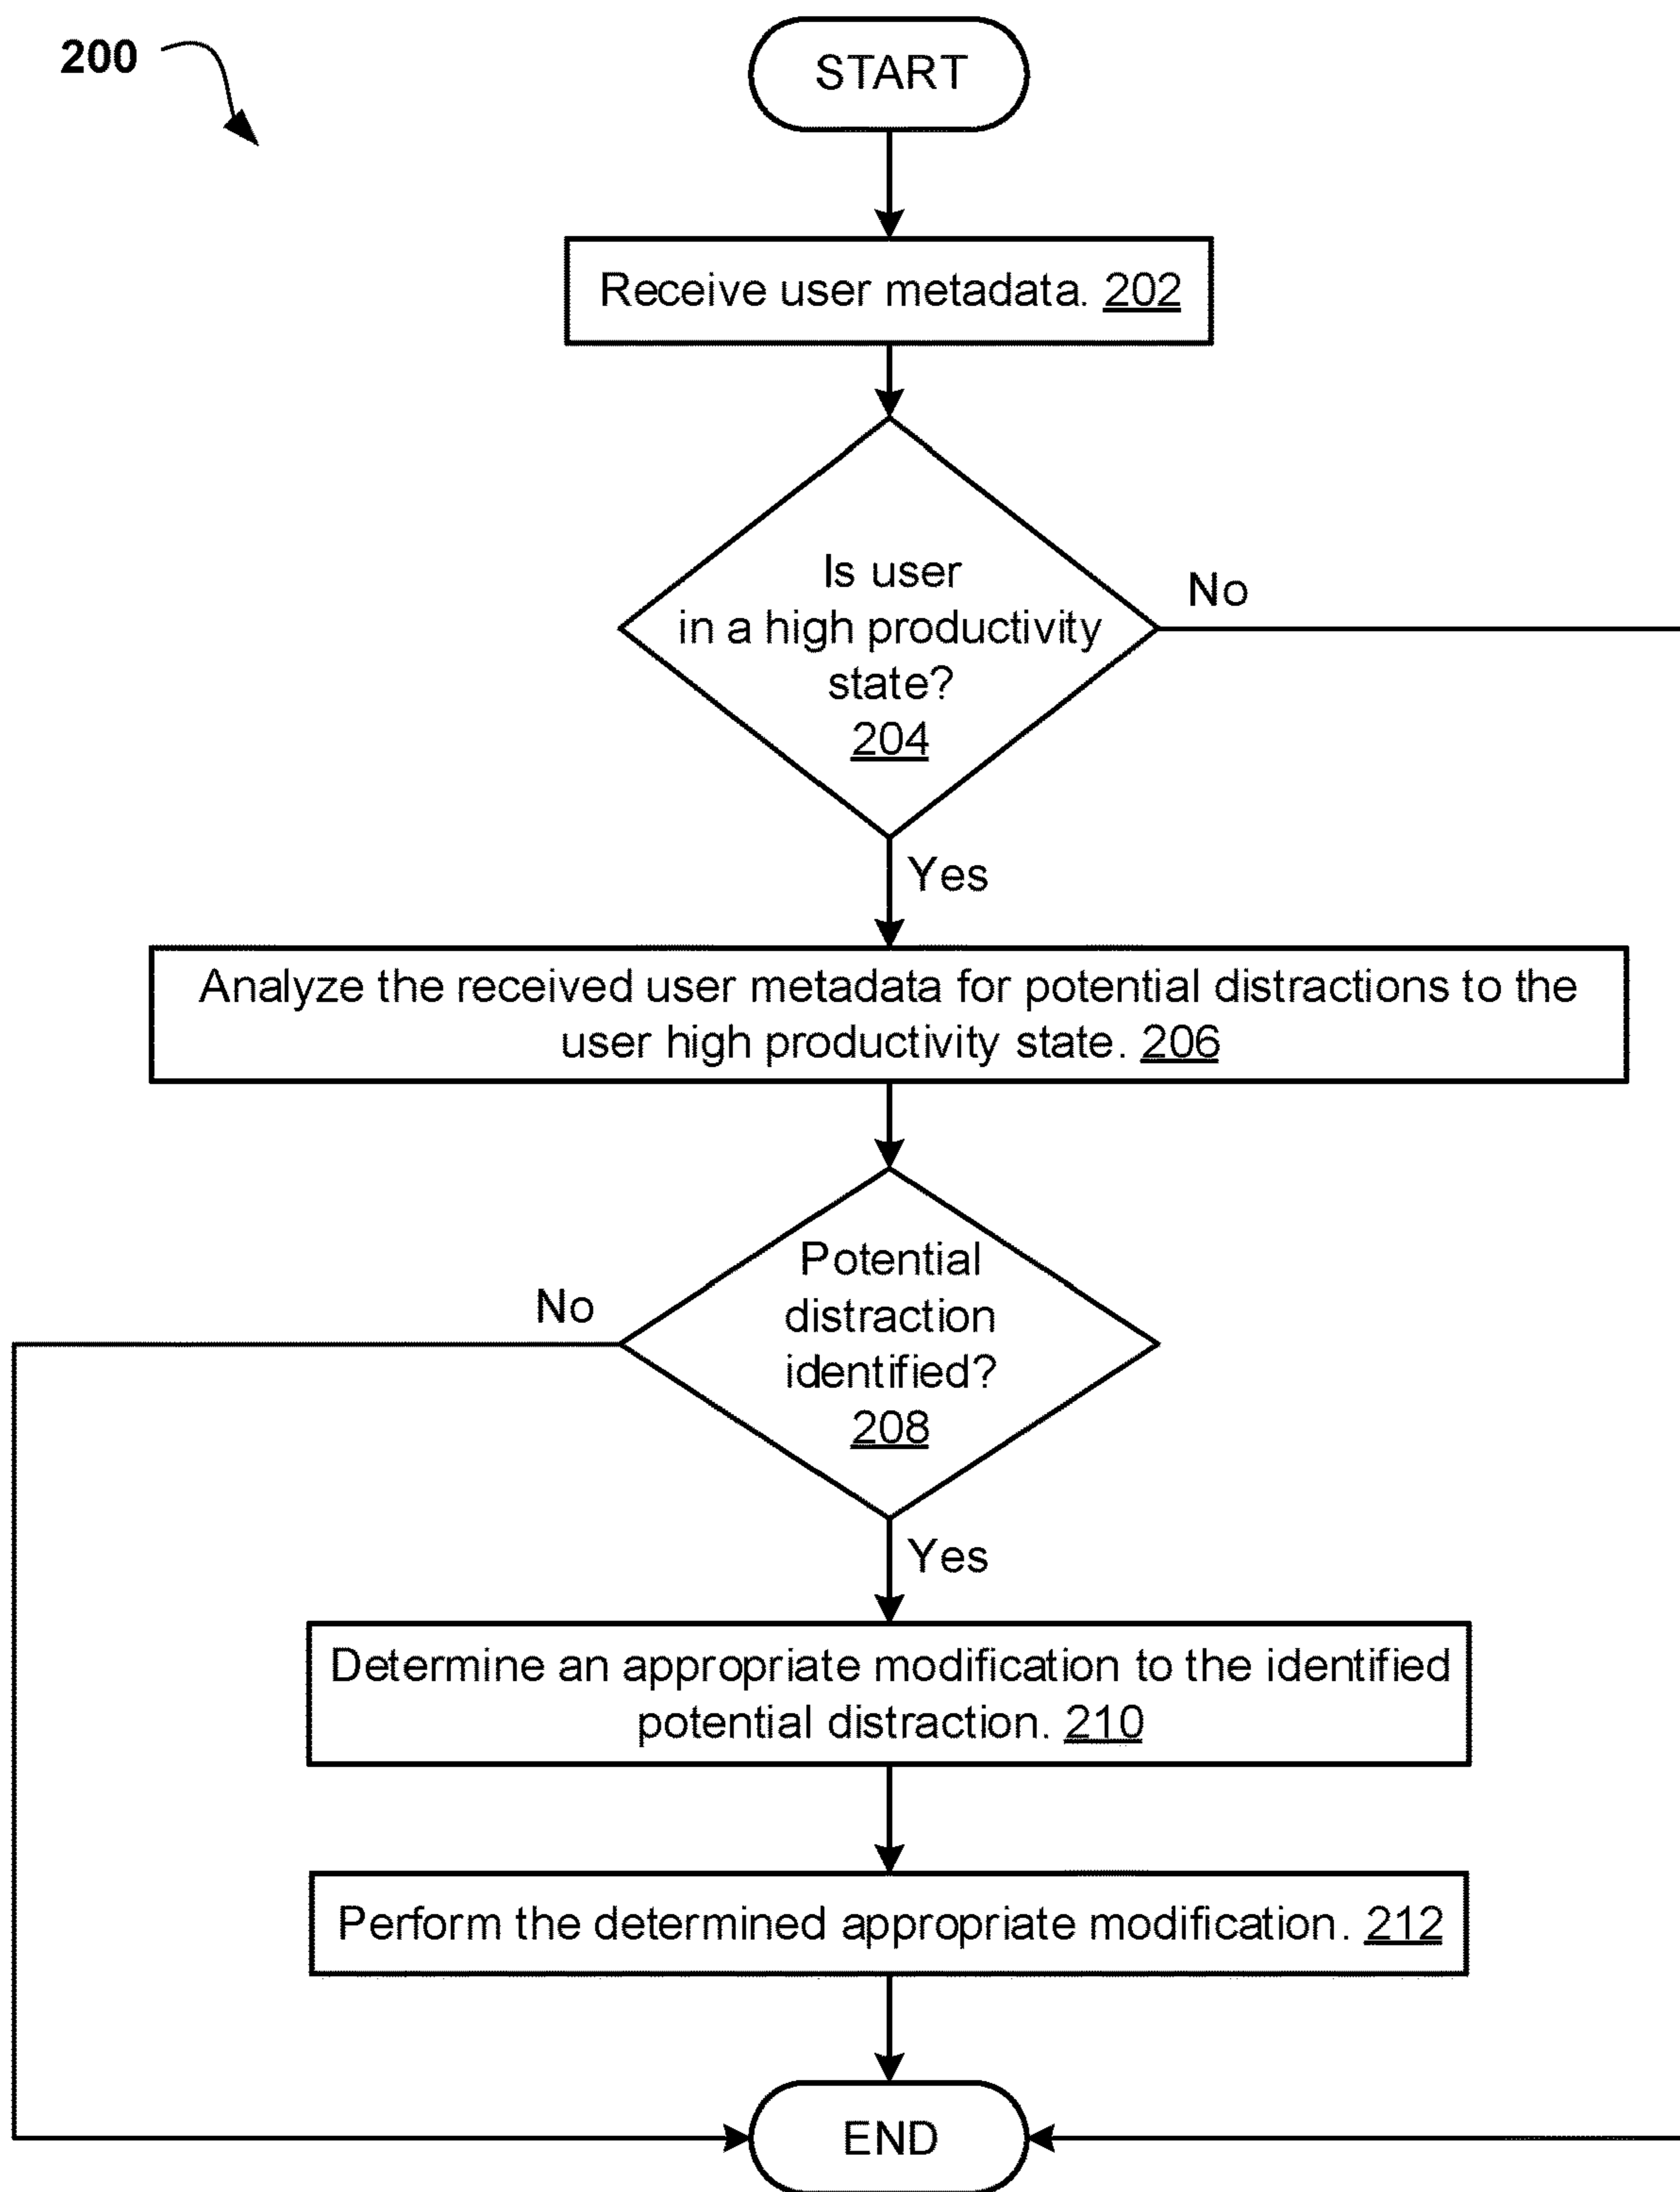 200
START
Receive user metadata. 202
Is user
in a high productivity
state?
204
No
Yes
Analyze the received user metadata for potential distractions to the
user high productivity state. 206
Potential
distraction
identified?
208
No
Yes
Determine an appropriate modification to the identified
potential distraction. 210
Perform the determined appropriate modification. 212
END